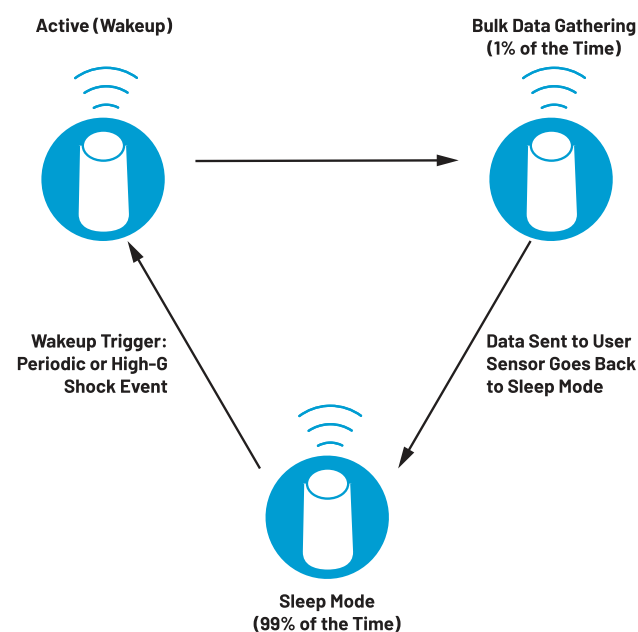 Active (Wakeup)
Bulk Data Gathering
(1% of the Time)
Wakeup Trigger:
Periodic or High-G
Shock Event
Data Sent to User
Sensor Goes Back
to Sleep Mode
Sleep Mode
(99% of the Time)